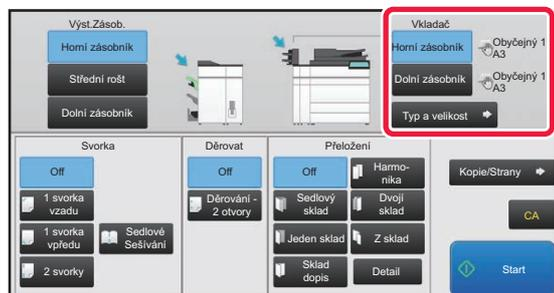 Výst.Zásob.
Horní zásobník
Střední rošt
Dolní zásobník
Vkladač
Horní zásobník
Obyčejný 1
A3
Dolní zásobník
Obyčejný 1
A3
Typ a velikost
Svorka
Off
1 svorka
vzadu
1 svorka
vpředu
Sedlové
Sešívání
2 svorky
Děrovat
Off
Děrování -
2 otvory
Přeložení
Off
Harmo-
nika
Sedlový
sklad
Dvojí
sklad
Jeden sklad
Z sklad
Sklad
dopis
Detail
Kopie/Strany
CA
Start